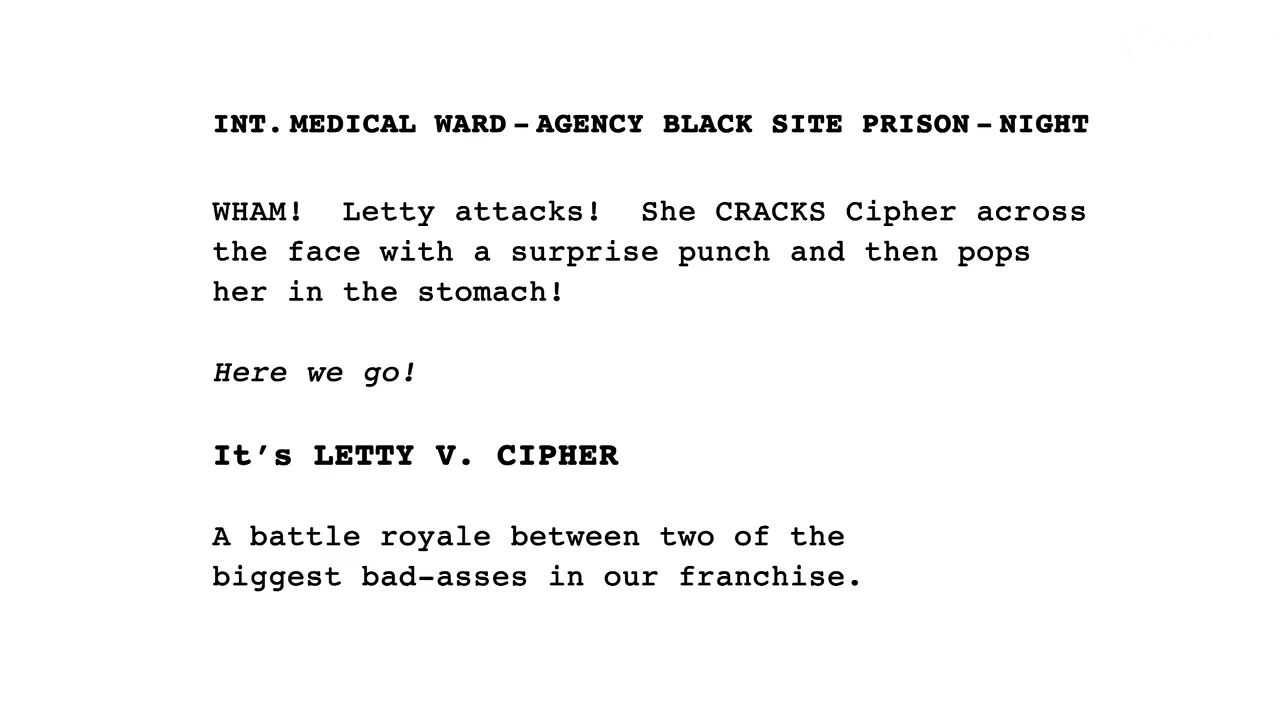 INT. MEDICAL WARD – AGENCY BLACK SITE PRISON – NIGHT
WHAM!  Letty attacks!  She CRACKS Cipher across
the face with a surprise punch and then pops
her in the stomach!
Here we go!
It’s LETTY V. CIPHER
A battle royale between two of the
biggest bad–asses in our franchise.